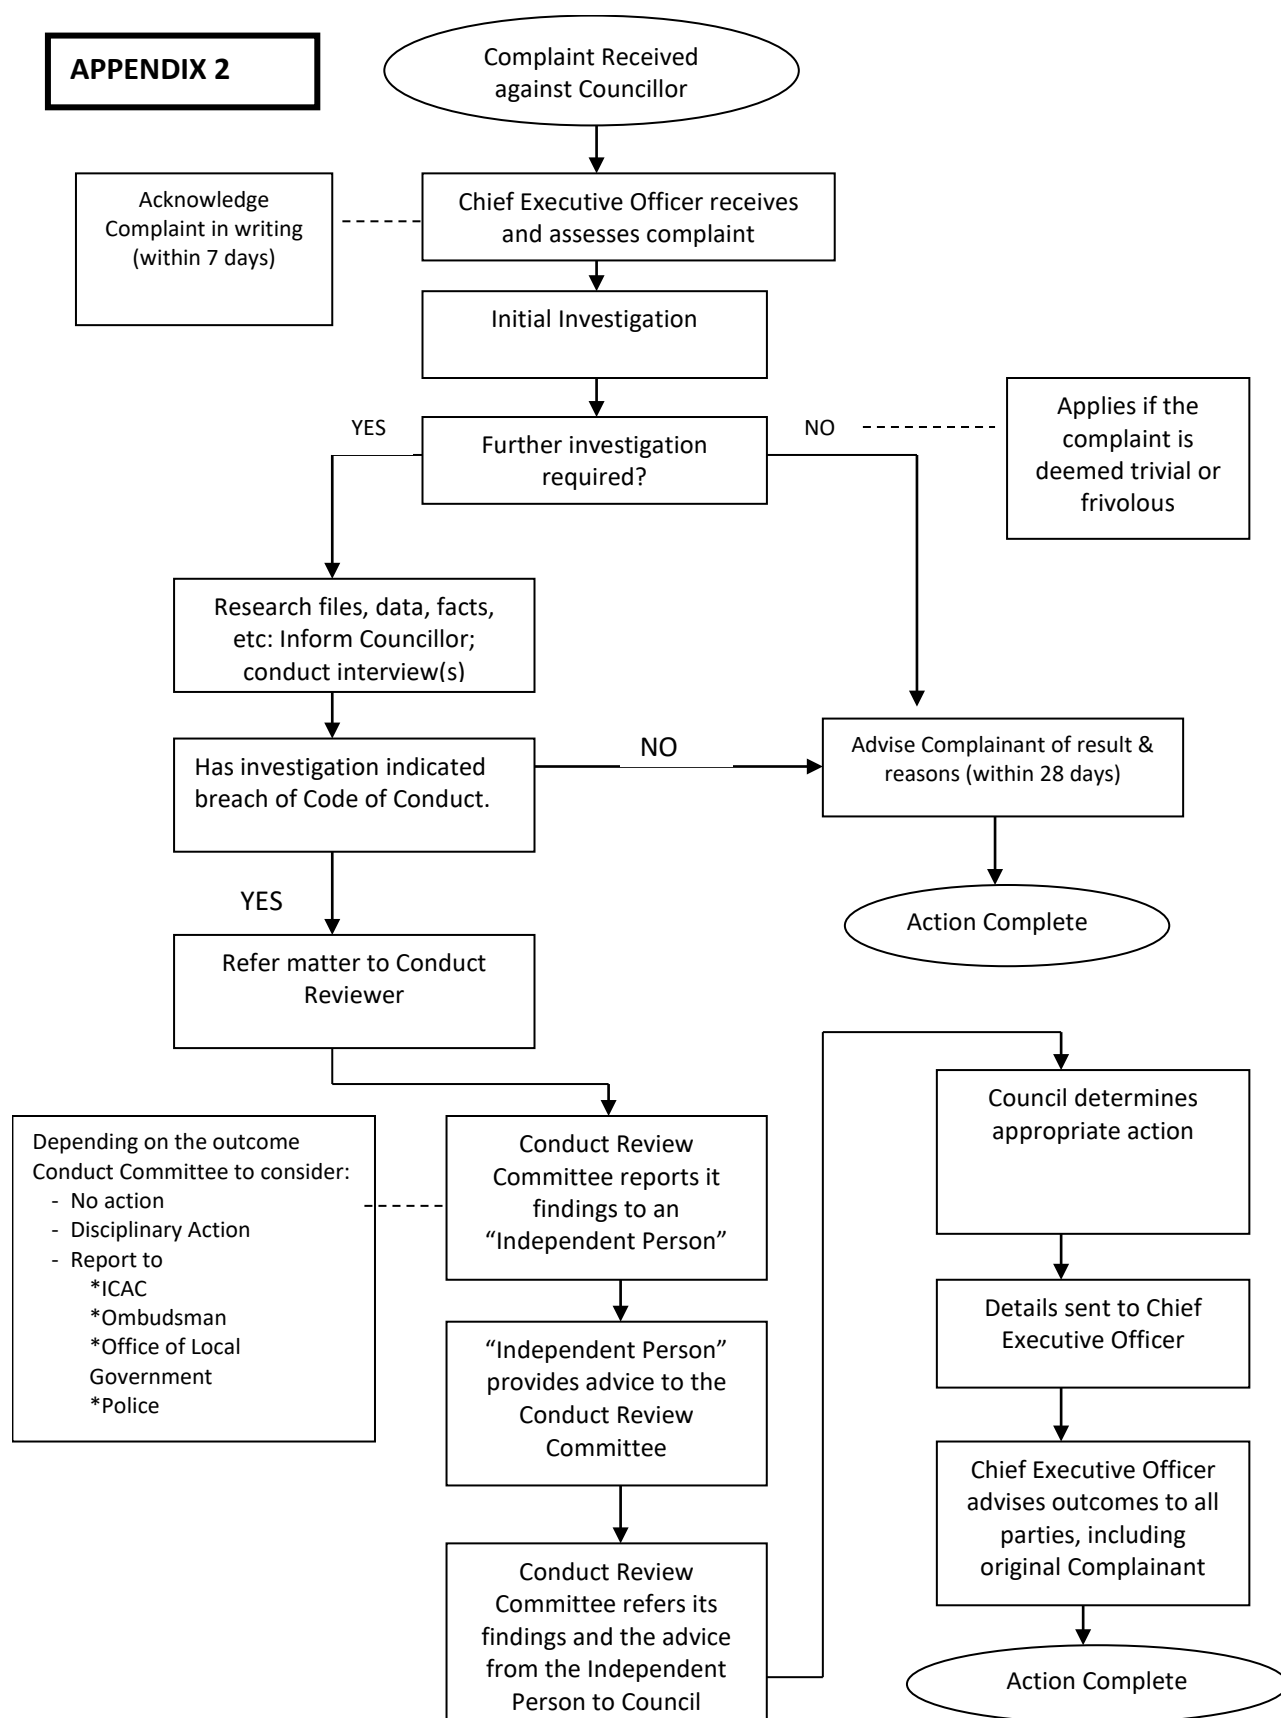 APPENDIX 2
Complaint Received
against Councillor
Acknowledge
Complaint in writing
(within 7 days)
Chief Executive Officer receives
and assesses complaint
Initial Investigation
YES
Further investigation
required?
NO
Applies if the
complaint is
deemed trivial or
frivolous
Research files, data, facts,
etc: Inform Councillor;
conduct interview(s)
Has investigation indicated
breach of Code of Conduct.
NO
Advise Complainant of result &
reasons (within 28 days)
YES
Action Complete
Refer matter to Conduct
Reviewer
Depending on the outcome
Conduct Committee to consider:
- No action
- Disciplinary Action
- Report to
*ICAC
*Ombudsman
*Office of Local
Government
*Police
Conduct Review
Committee reports it
findings to an
“Independent Person”
“Independent Person”
provides advice to the
Conduct Review
Committee
Conduct Review
Committee refers its
findings and the advice
from the Independent
Person to Council
Council determines
appropriate action
Details sent to Chief
Executive Officer
Chief Executive Officer
advises outcomes to all
parties, including
original Complainant
Action Complete